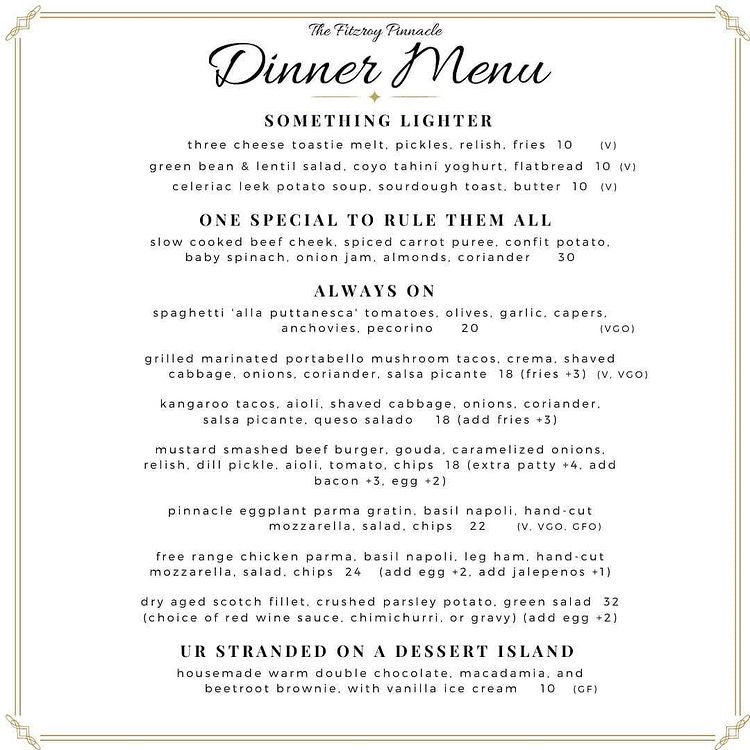 The Fitzroy Pinnacle
Dinner Menu
SOMETHING LIGHTER
three cheese toastie melt, pickles, relish, fries 10 (V)
green bean & lentil salad, coyo tahini yoghurt, flatbread 10 (V)
celeriac leek potato soup, sourdough toast, butter 10 (V)
ONE SPECIAL TO RULE THEM ALL
slow cooked beef cheek, spiced carrot puree, confit potato,
baby spinach, onion jam, almonds, coriander 30
ALWAYS ON
spaghetti 'alla puttanesca' tomatoes, olives, garlic, capers,
anchovies, pecorino 20 (VGO)
grilled marinated portabello mushroom tacos, crema, shaved
cabbage, onions, coriander, salsa picante 18 (fries +3) (V, VGO)
kangaroo tacos, aioli, shaved cabbage, onions, coriander,
salsa picante, queso salado 18 (add fries +3)
mustard smashed beef burger, gouda, caramelized onions,
relish, dill pickle, aioli, tomato, chips 18 (extra patty +4, add
bacon +3, egg +2)
pinnacle eggplant parma gratin, basil napoli, hand-cut
mozzarella, salad, chips 22 (V, VGO, GFO)
free range chicken parma, basil napoli, leg ham, hand-cut
mozzarella, salad, chips 24 (add egg +2, add jalepenos +1)
dry aged scotch fillet, crushed parsley potato, green salad 32
(choice of red wine sauce, chimichurri, or gravy) (add egg +2)
UR STRANDED ON A DESSERT ISLAND
housemade warm double chocolate, macadamia, and
beetroot brownie, with vanilla ice cream 10 (GF)